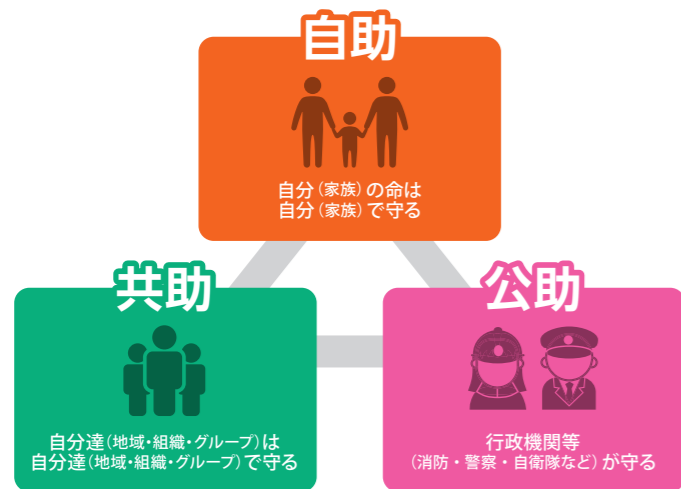 自助
自分(家族)の命は
自分(家族)で守る
共助
自分達(地域・組織・グループ)は
自分達(地域・組織・グループ)で守る
公助
行政機関等
(消防・警察・自衛隊など)が守る